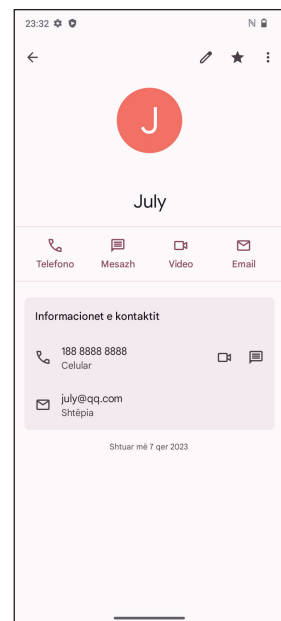 23:32
J
July
Telefono
Mesazh
Video
Email
Informacionet e kontaktit
188 8888 8888
Celular
july@qq.com
Shtëpia
Shtuar më 7 qer 2023